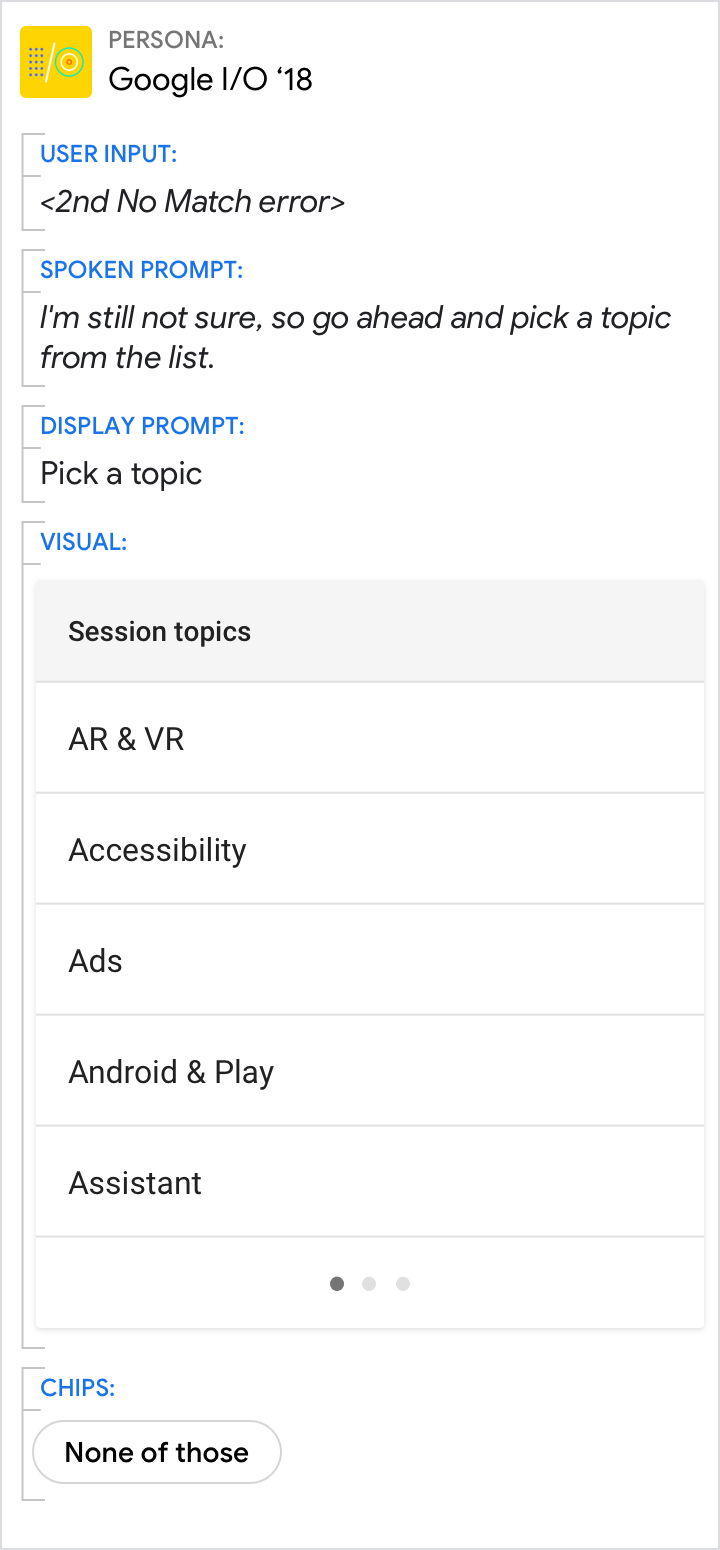 PERSONA:
Google I/O ‘18
USER INPUT:
<2nd No Match error>
SPOKEN PROMPT:
I'm still not sure, so go ahead and pick a topic
from the list.
DISPLAY PROMPT:
Pick a topic
VISUAL:
Session topics
AR & VR
Accessibility
Ads
Android & Play
Assistant
CHIPS:
None of those